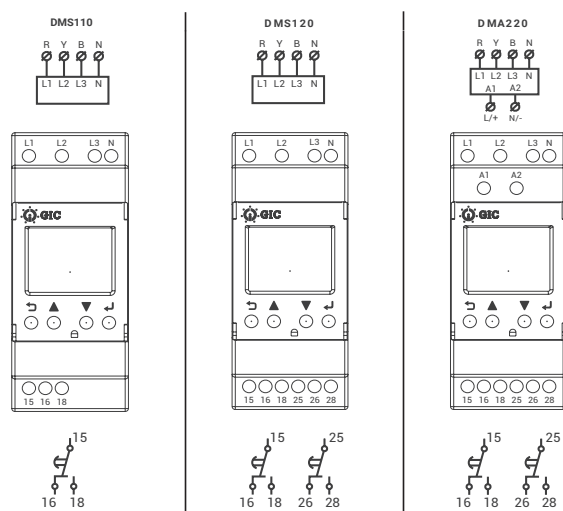 DMS110
R Y B N
L1 L2 L3 N
L1 L2 L3 N
GIC
15 16 18
15
16 18
DMS120
R Y B N
L1 L2 L3 N
L1 L2 L3 N
GIC
15 16 18 25 26 28
15 25
16 18 26 28
DMA220
R Y B N
L1 L2 L3 N
A1 A2
L/+ N/-
L1 L2 L3 N
A1 A2
GIC
15 16 18 25 26 28
15 25
16 18 26 28